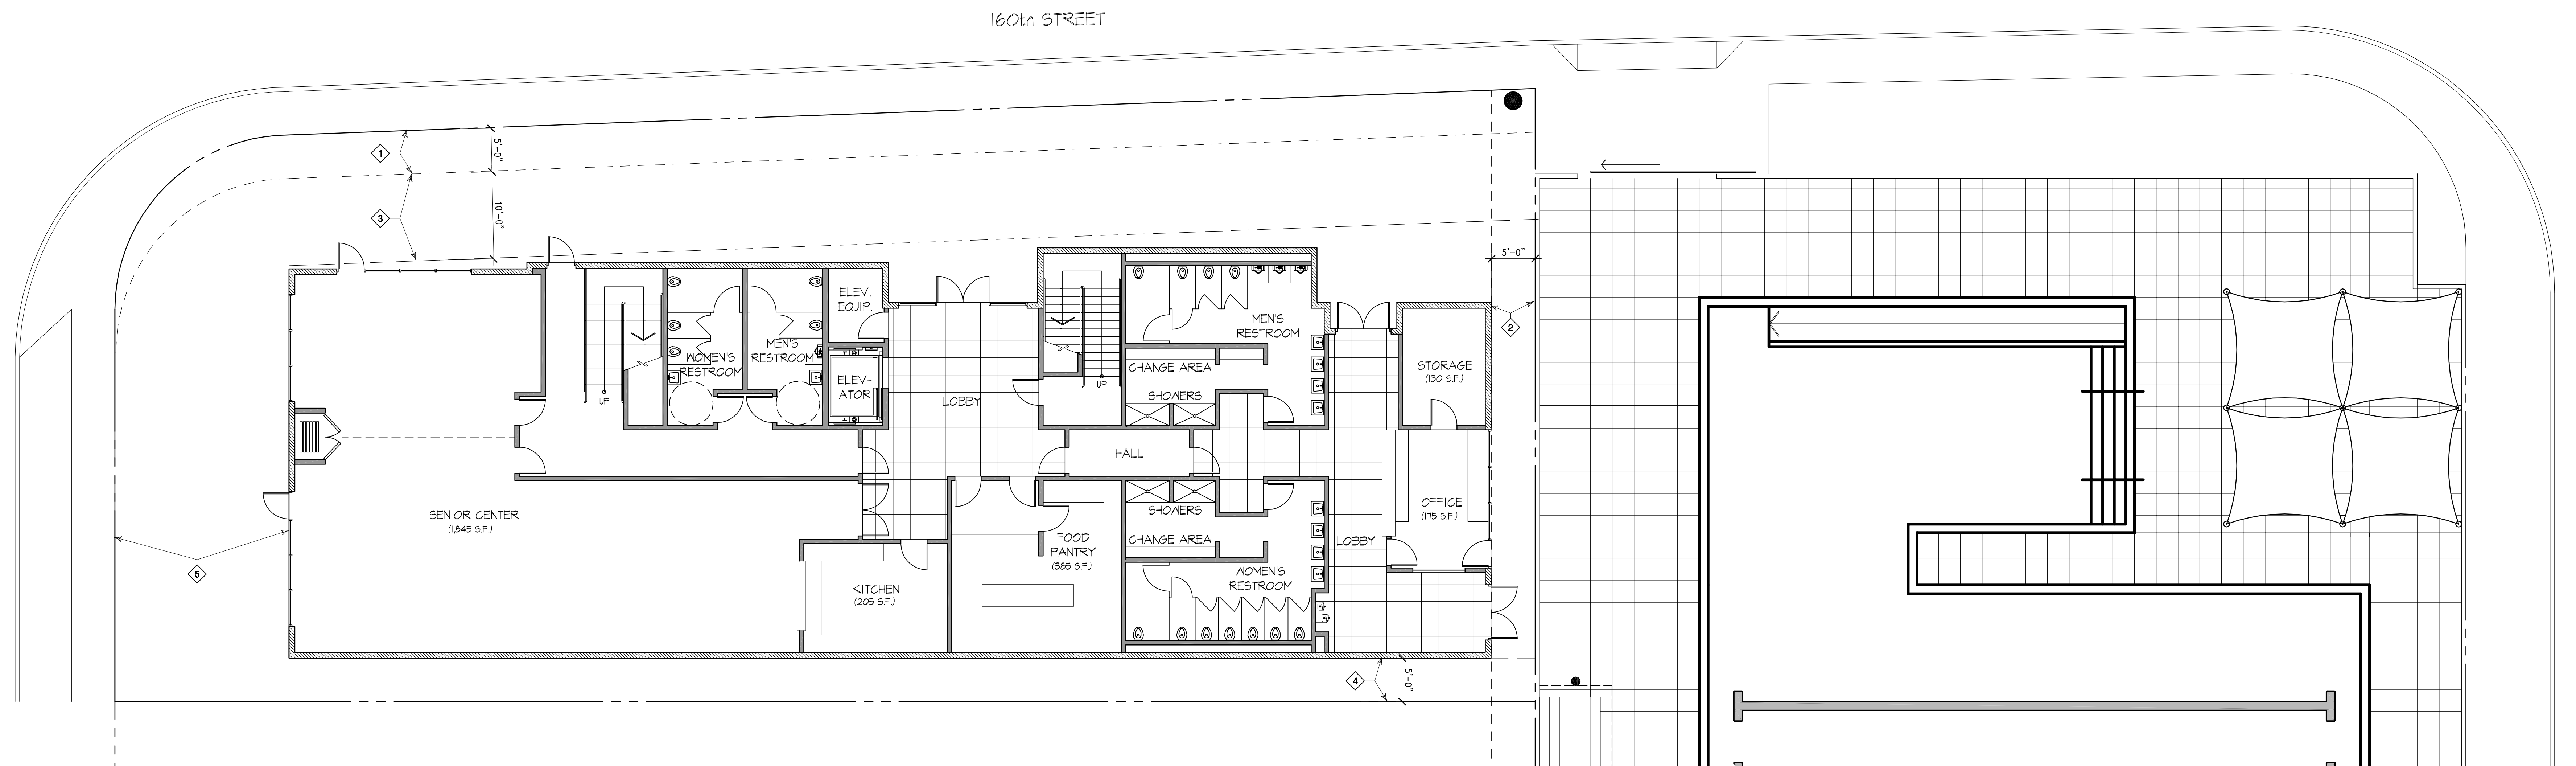 160th STREET
1
5'-0"
3
10'-0"
5'-0"
2
ELEV.
EQUIP.
MEN'S
RESTROOM
WOMEN'S
RESTROOM
MEN'S
RESTROOM
STORAGE
(130 S.F.)
CHANGE AREA
ELEV-
ATOR
UP
UP
SHOWERS
LOBBY
HALL
SENIOR CENTER
(1,845 S.F.)
SHOWERS
OFFICE
(175 S.F.)
CHANGE AREA
LOBBY
FOOD
PANTRY
(385 S.F.)
5
WOMEN'S
RESTROOM
KITCHEN
(205 S.F.)
4
5'-0"